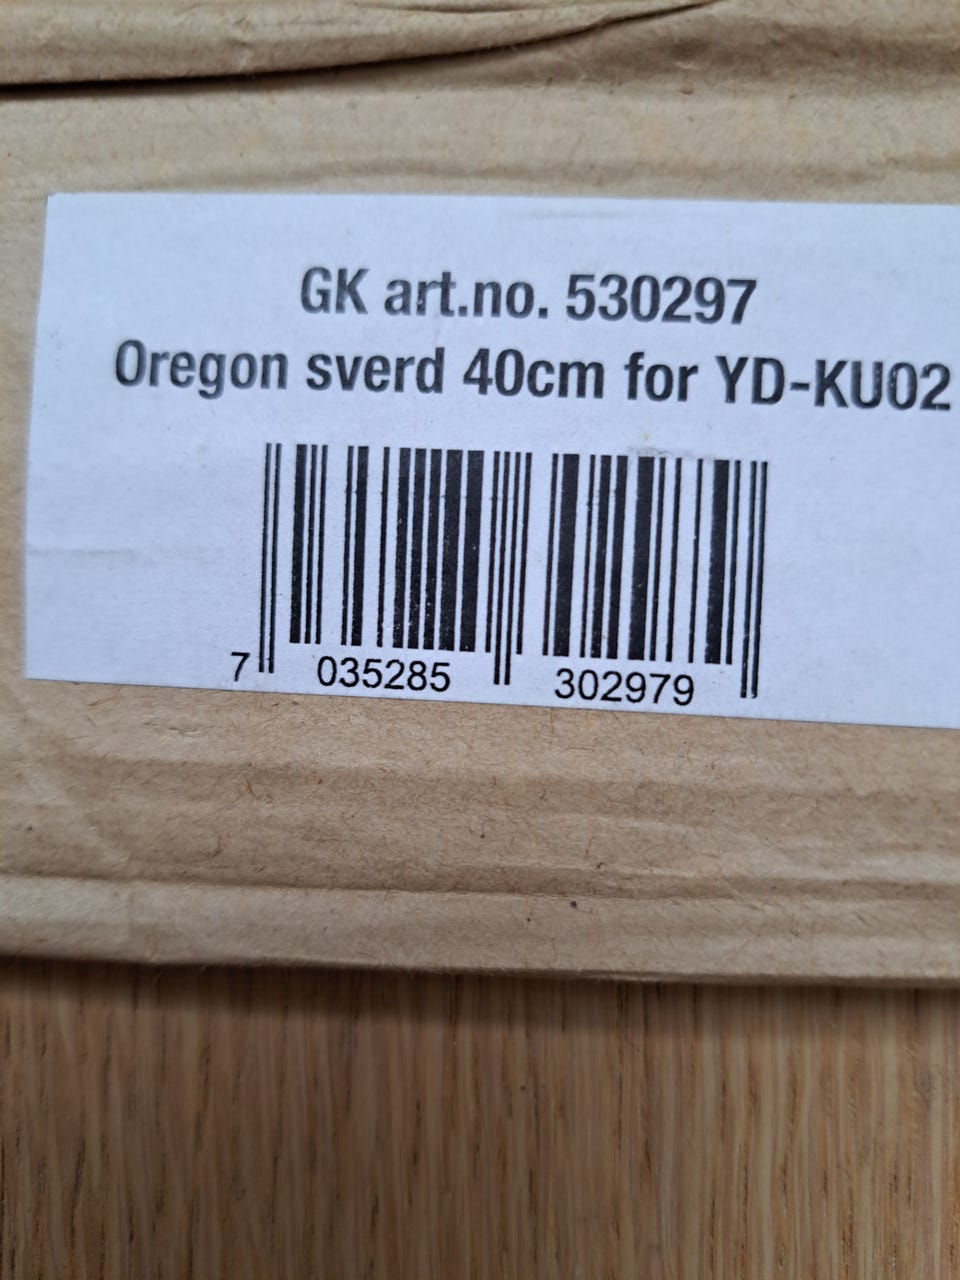 GK art.no. 530297
Oregon sverd 40cm for YD-KU02
7 035285 302979